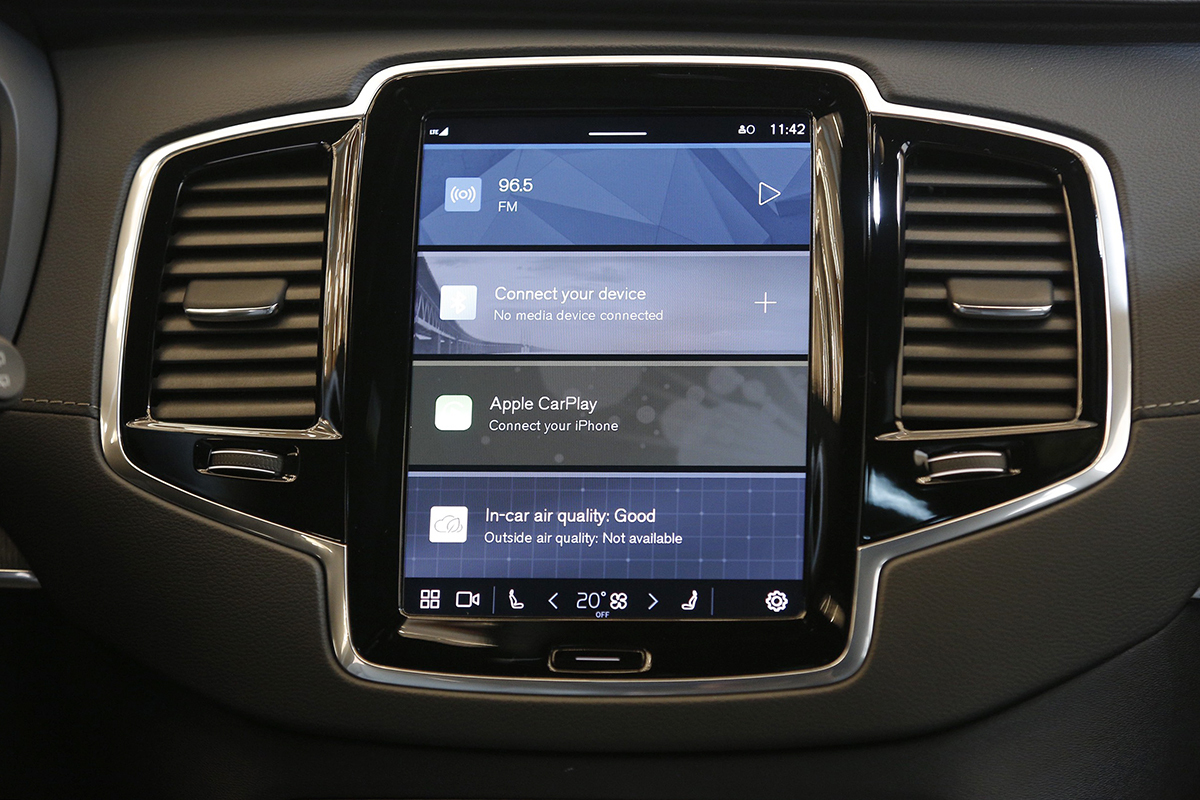 LTE 11:42
96.5
FM
Connect your device
No media device connected
Apple CarPlay
Connect your iPhone
In-car air quality: Good
Outside air quality: Not available
20°
OFF